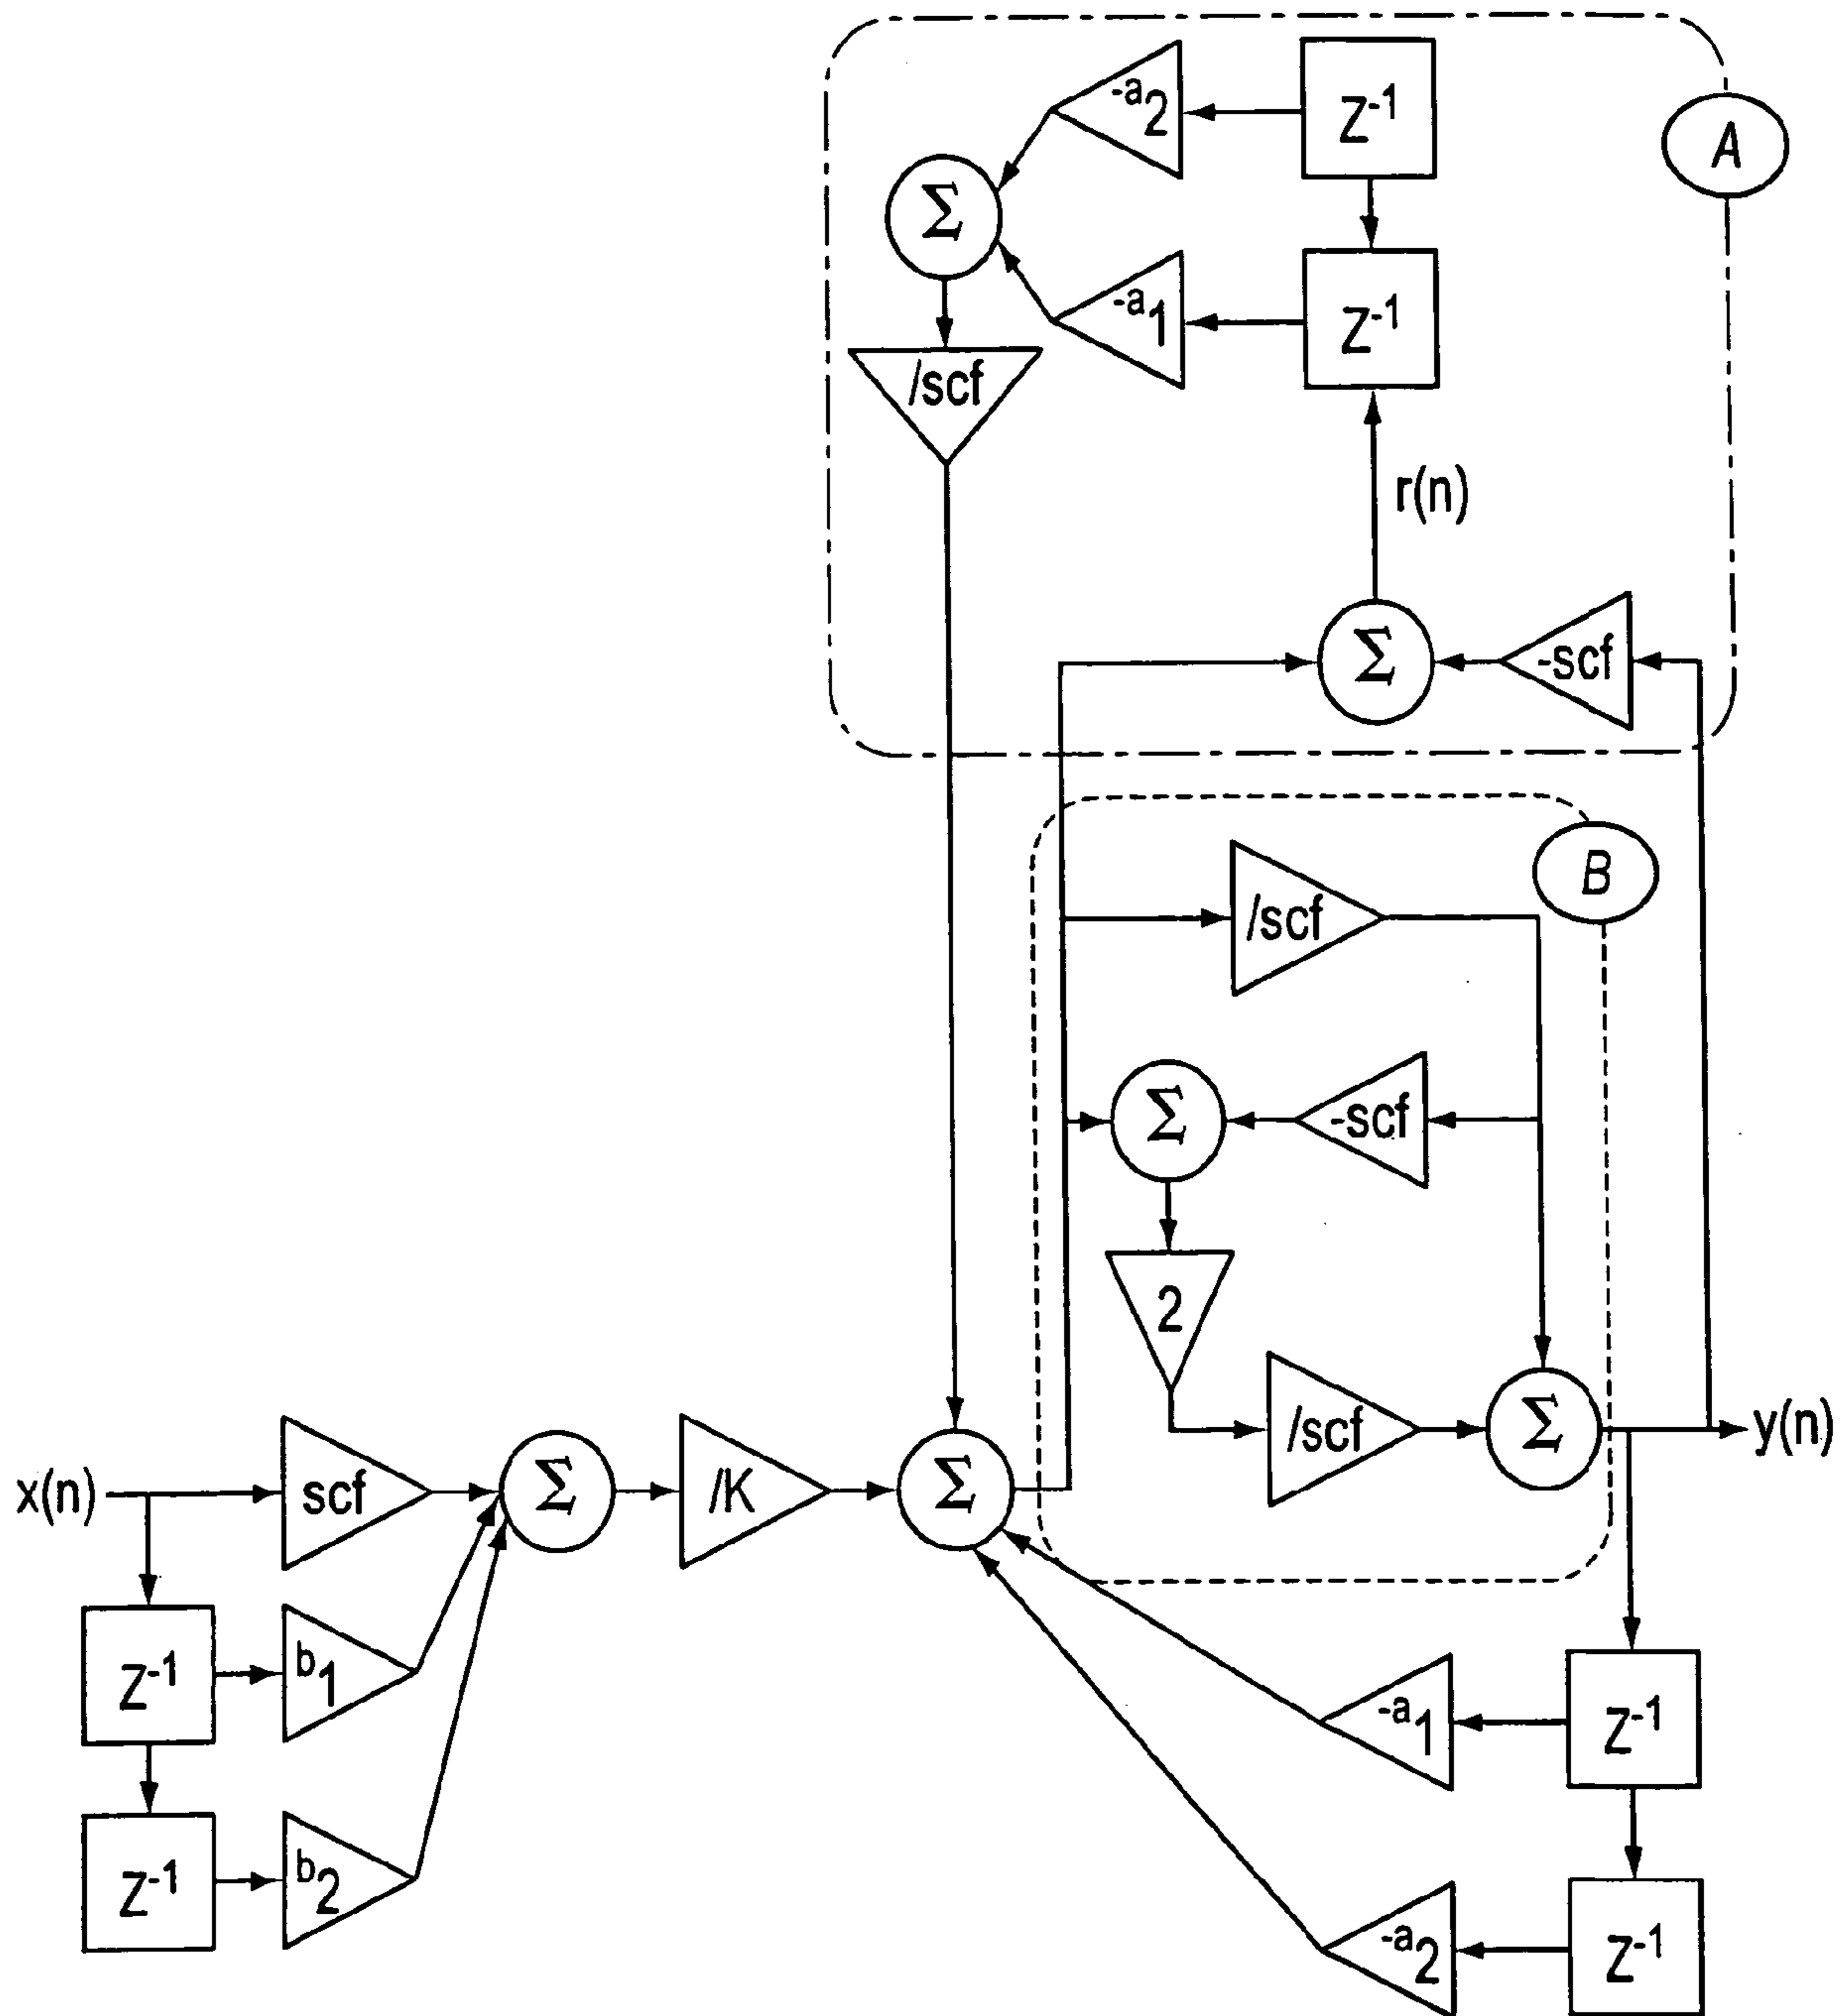 -a2
Z-1
A
Σ
-a1
Z-1
/scf
r(n)
Σ
-scf
B
/scf
Σ
-scf
2
/scf
Σ
y(n)
x(n)
scf
Σ
/K
Σ
Z-1
b1
-a1
Z-1
Z-1
b2
-a2
Z-1